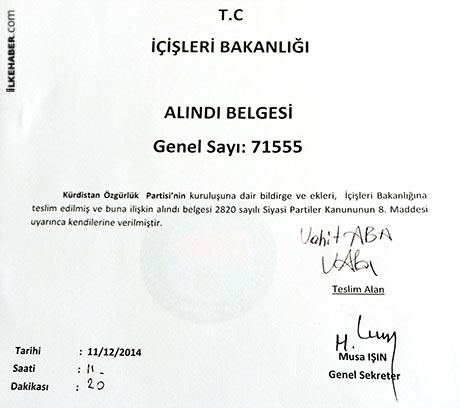 İLKEHABER.COM
T.C
İÇİŞLERİ BAKANLIĞI
ALINDI BELGESİ
Genel Sayı: 71555
Kürdistan Özgürlük Partisi'nin kuruluşuna dair bildirge ve ekleri, İçişleri Bakanlığına
teslim edilmiş ve buna ilişkin alındı belgesi 2820 sayılı Siyasi Partiler Kanununun 8. Maddesi
uyarınca kendilerine verilmiştir.
Vahit ABA
Teslim Alan
Musa IŞIN
Genel Sekreter
Tarihi : 11/12/2014
Saati : 11-
Dakikası : 20